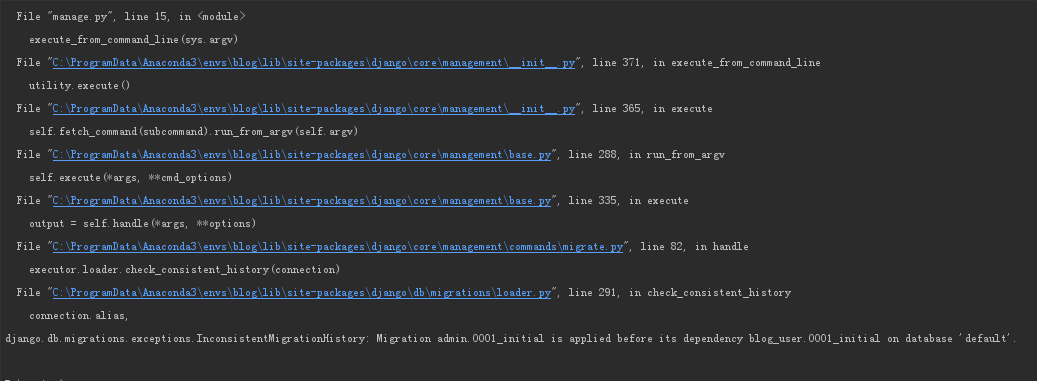 File "manage.py", line 15, in <module>
execute_from_command_line(sys.argv)
File "C:\ProgramData\Anaconda3\envs\blog\lib\site-packages\django\core\management\__init__.py", line 371, in execute_from_command_line
utility.execute()
File "C:\ProgramData\Anaconda3\envs\blog\lib\site-packages\django\core\management\__init__.py", line 365, in execute
self.fetch_command(subcommand).run_from_argv(self.argv)
File "C:\ProgramData\Anaconda3\envs\blog\lib\site-packages\django\core\management\base.py", line 288, in run_from_argv
self.execute(*args, **cmd_options)
File "C:\ProgramData\Anaconda3\envs\blog\lib\site-packages\django\core\management\base.py", line 335, in execute
output = self.handle(*args, **options)
File "C:\ProgramData\Anaconda3\envs\blog\lib\site-packages\django\core\management\commands\migrate.py", line 82, in handle
executor.loader.check_consistent_history(connection)
File "C:\ProgramData\Anaconda3\envs\blog\lib\site-packages\django\db\migrations\loader.py", line 291, in check_consistent_history
connection.alias,
django.db.migrations.exceptions.InconsistentMigrationHistory: Migration admin.0001_initial is applied before its dependency blog_user.0001_initial on database 'default'.